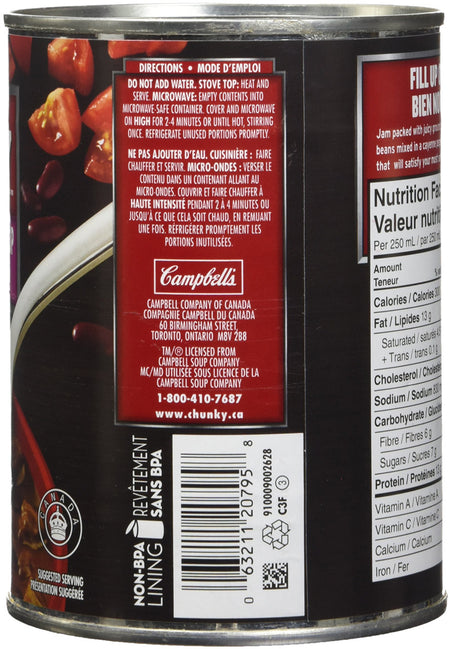 DIRECTIONS • MODE D'EMPLOI
DO NOT ADD WATER. STOVE TOP: HEAT AND
SERVE. MICROWAVE: EMPTY CONTENTS INTO
MICROWAVE-SAFE CONTAINER. COVER AND MICROWAVE
ON HIGH FOR 2-4 MINUTES OR UNTIL HOT, STIRRING
ONCE. REFRIGERATE UNUSED PORTIONS PROMPTLY.
NE PAS AJOUTER D'EAU. CUISINIÈRE : FAIRE
CHAUFFER ET SERVIR. MICRO-ONDES : VERSER LE
CONTENU DANS UN CONTENANT ALLANT AU
MICRO-ONDES. COUVRIR ET FAIRE CHAUFFER À
HAUTE INTENSITÉ PENDANT 2 À 4 MINUTES OU
JUSQU'À CE QUE CELA SOIT CHAUD, EN REMUANT
UNE FOIS. RÉFRIGÉRER PROMPTEMENT LES
PORTIONS INUTILISÉES.
Campbell's
CAMPBELL COMPANY OF CANADA
COMPAGNIE CAMPBELL DU CANADA
60 BIRMINGHAM STREET,
TORONTO, ONTARIO M8V 2B8
TM/® LICENSED FROM
CAMPBELL SOUP COMPANY
MC/MD UTILISÉE SOUS LICENCE DE LA
CAMPBELL SOUP COMPANY
1-800-410-7687
www.chunky.ca
NON-BPA
LINING
REVÊTEMENT
SANS BPA
0 63211 20795 8
910009002628
C3F 3
CANADA
SUGGESTED SERVING
PRESENTATION SUGGÉRÉE
FILL UP
BIEN
Jam packed with juicy
beans mixed in a cayenne
that will satisfy your most
Nutrition
Valeur
Per 250 mL / par 250
Amount
Teneur
%
Calories / Calories
Fat / Lipides 13 g
Saturated / saturés
+ Trans / trans
Cholesterol /
Sodium / Sodium
Carbohydrate /
Fibre / Fibres 6 g
Sugars / Sucres 7 g
Protein / Protéines
Vitamin A / Vitamine
Vitamin C / Vitamine
Calcium / Calcium
Iron / Fer